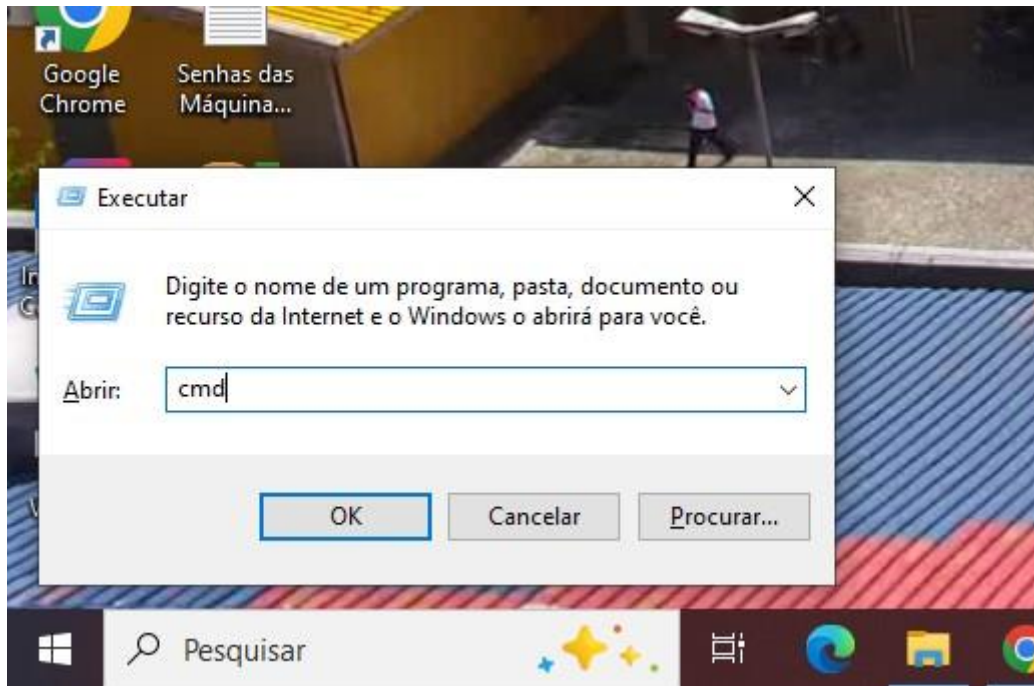 Google
Chrome
Senhas das
Máquina...
Executar
Digite o nome de um programa, pasta, documento ou
recurso da Internet e o Windows o abrirá para você.
Abrir:
cmd
OK
Cancelar
Procurar...
Pesquisar